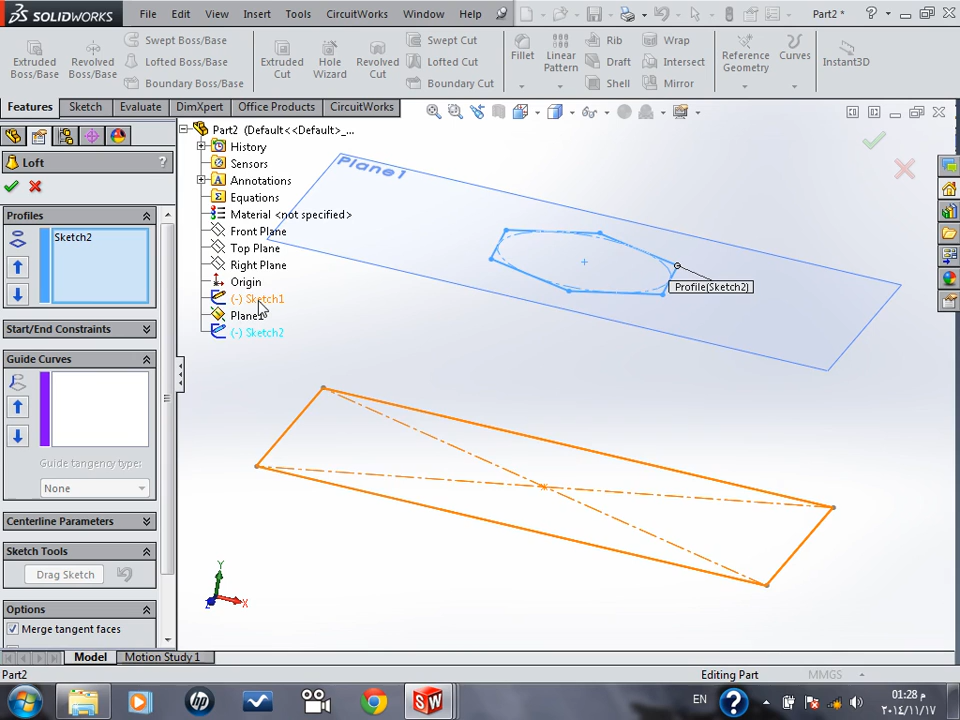 SOLIDWORKS File Edit View Insert Tools CircuitWorks Window Help Part2 *
Extruded Boss/Base
Revolved Boss/Base
Swept Boss/Base
Lofted Boss/Base
Boundary Boss/Base
Extruded Cut
Hole Wizard
Revolved Cut
Swept Cut
Lofted Cut
Boundary Cut
Fillet
Linear Pattern
Rib
Draft
Shell
Wrap
Intersect
Mirror
Reference Geometry
Curves
Instant3D
Features Sketch Evaluate DimXpert Office Products CircuitWorks
Loft ?
Profiles
Sketch2
Start/End Constraints
Guide Curves
Guide tangency type:
None
Centerline Parameters
Sketch Tools
Drag Sketch
Options
Merge tangent faces
Part2 (Default<<Default>_...
History
Sensors
Annotations
Equations
Material <not specified>
Front Plane
Top Plane
Right Plane
Origin
(-) Sketch1
Plane1
(-) Sketch2
Plane1
Profile(Sketch2)
Y
X
Z
Model Motion Study 1
Part2 Editing Part MMGS
EN
01:28 م
٢٠١٤/١١/١٧